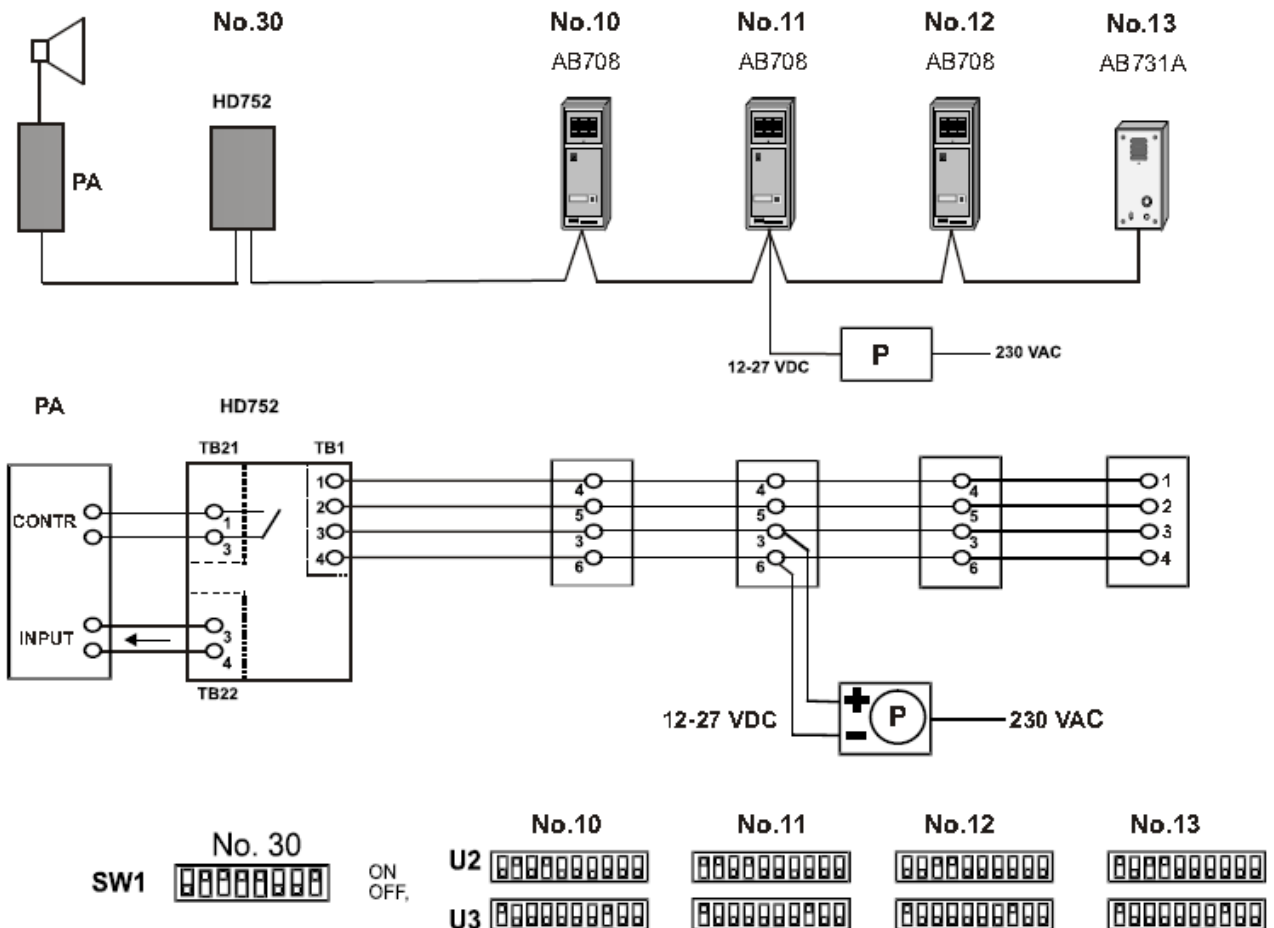 No.30 No.10 No.11 No.12 No.13
AB708 AB708 AB708 AB731A
HD752
PA
12-27 VDC P 230 VAC
PA HD752
TB21 TB1
CONTR 1 3
1 2 3 4
4 5 3 6
4 5 3 6
4 5 3 6
1 2 3 4
INPUT 3 4
TB22
12-27 VDC + - P 230 VAC
No.10 No.11 No.12 No.13
No. 30
SW1 ON
OFF,
U2
U3